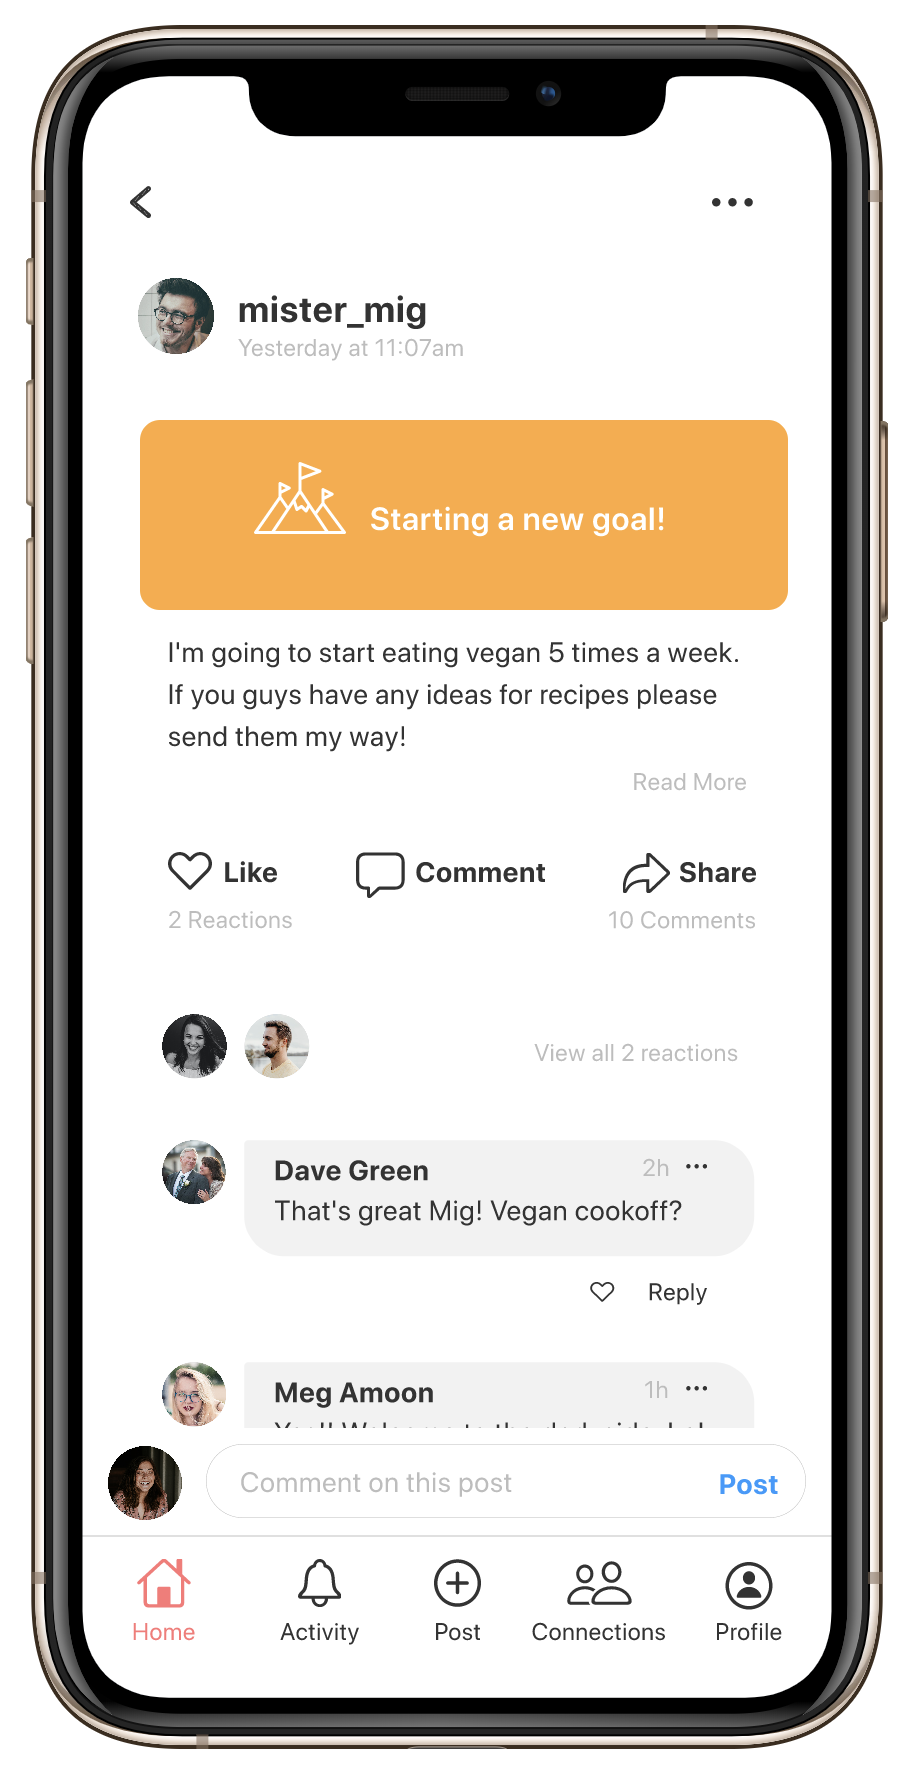 mister_mig
Yesterday at 11:07am
Starting a new goal!
I'm going to start eating vegan 5 times a week.
If you guys have any ideas for recipes please
send them my way!
Read More
Like Comment Share
2 Reactions 10 Comments
View all 2 reactions
Dave Green 2h
That's great Mig! Vegan cookoff?
Reply
Meg Amoon 1h
Comment on this post Post
Home Activity Post Connections Profile